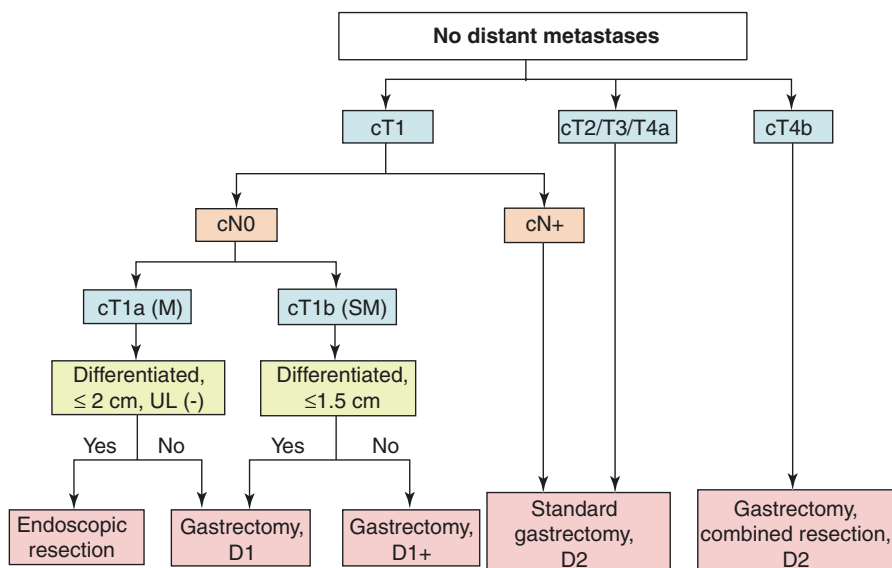 No distant metastases
cT1
cT2/T3/T4a
cT4b
cN0
cN+
cT1a (M)
cT1b (SM)
Differentiated,
≤ 2 cm, UL (-)
Differentiated,
≤1.5 cm
Yes
No
Yes
No
Endoscopic
resection
Gastrectomy,
D1
Gastrectomy,
D1+
Standard
gastrectomy,
D2
Gastrectomy,
combined resection,
D2